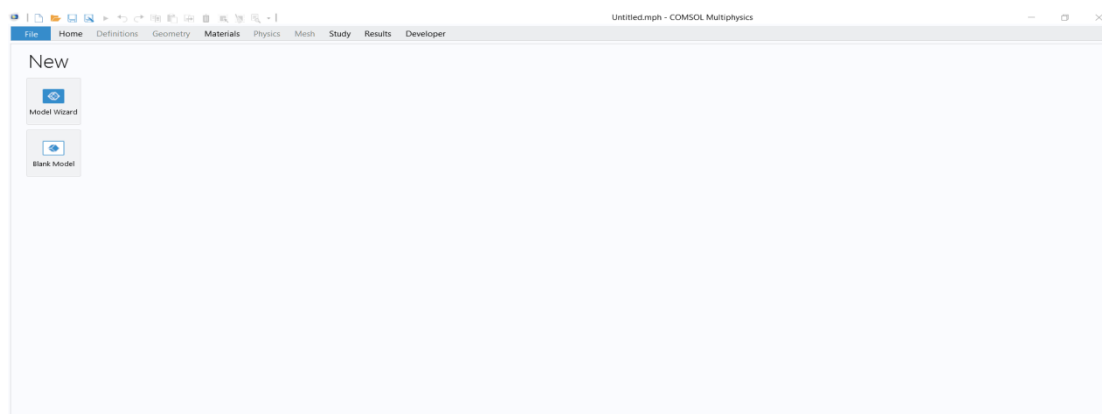 Untitled.mph - COMSOL Multiphysics
File Home Definitions Geometry Materials Physics Mesh Study Results Developer
New
Model Wizard
Blank Model